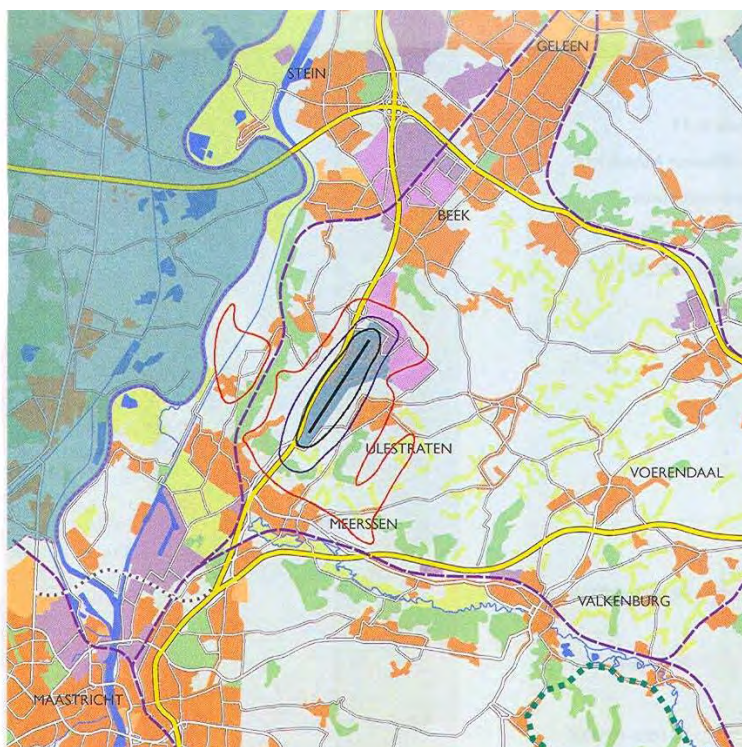 GELEEN
STEIN
BEEK
ULESTRATEN
VOERENDAAL
MEERSSEN
VALKENBURG
MAASTRICHT